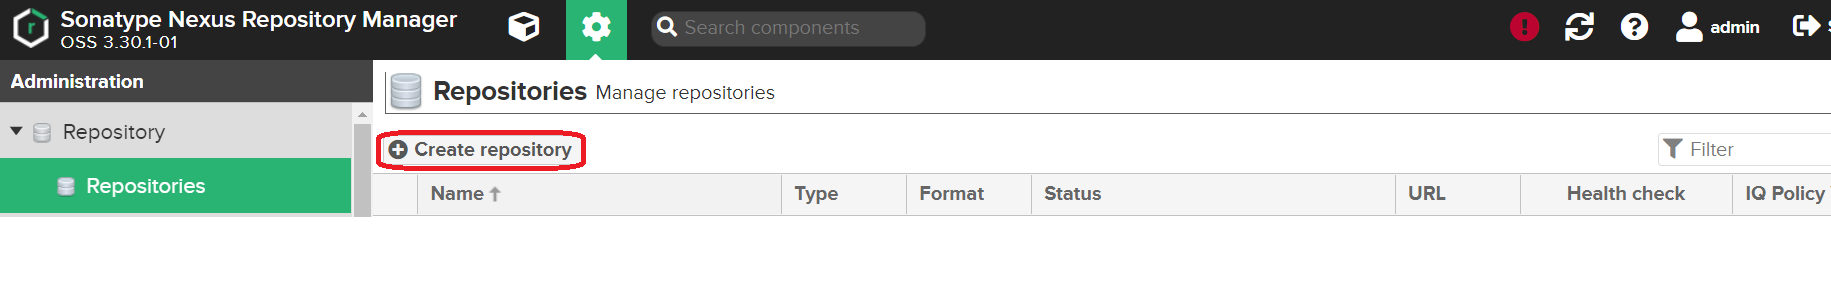 Sonatype Nexus Repository Manager
OSS 3.30.1-01
Search components
admin
Administration
Repositories Manage repositories
Repository
Create repository
Filter
Repositories
Name Type Format Status URL Health check IQ Policy